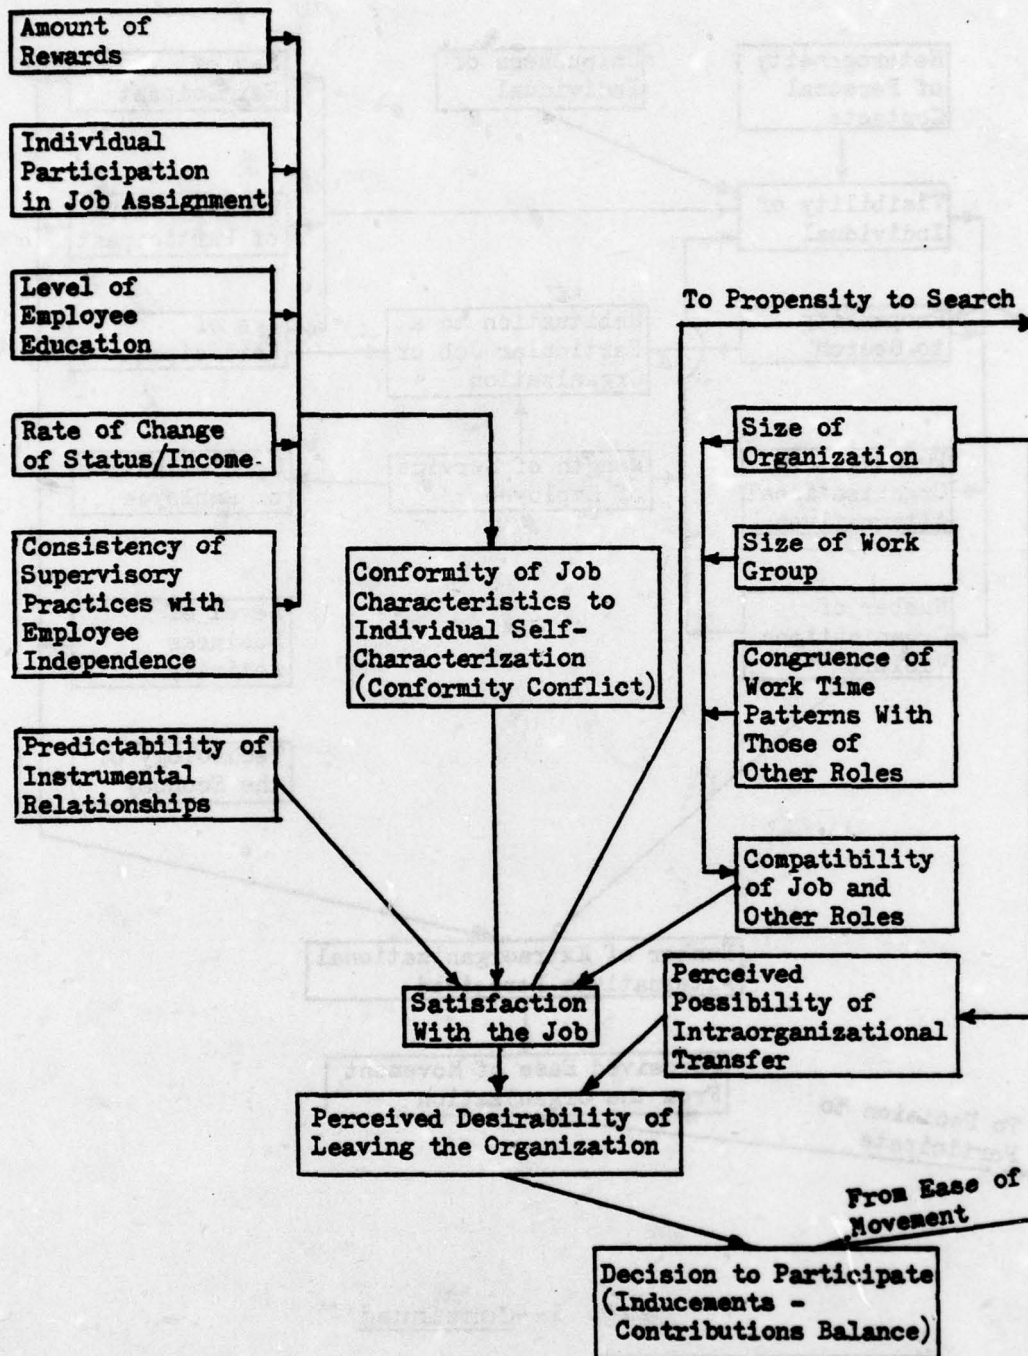 Amount of
Rewards
Individual
Participation
in Job Assignment
Level of
Employee
Education
Rate of Change
of Status/Income
Consistency of
Supervisory
Practices with
Employee
Independence
Predictability of
Instrumental
Relationships
Conformity of Job
Characteristics to
Individual Self-
Characterization
(Conformity Conflict)
To Propensity to Search
Size of
Organization
Size of Work
Group
Congruence of
Work Time
Patterns With
Those of
Other Roles
Compatibility
of Job and
Other Roles
Perceived
Possibility of
Intraorganizational
Transfer
Satisfaction
With the Job
Perceived Desirability of
Leaving the Organization
From Ease of
Movement
Decision to Participate
(Inducements -
Contributions Balance)